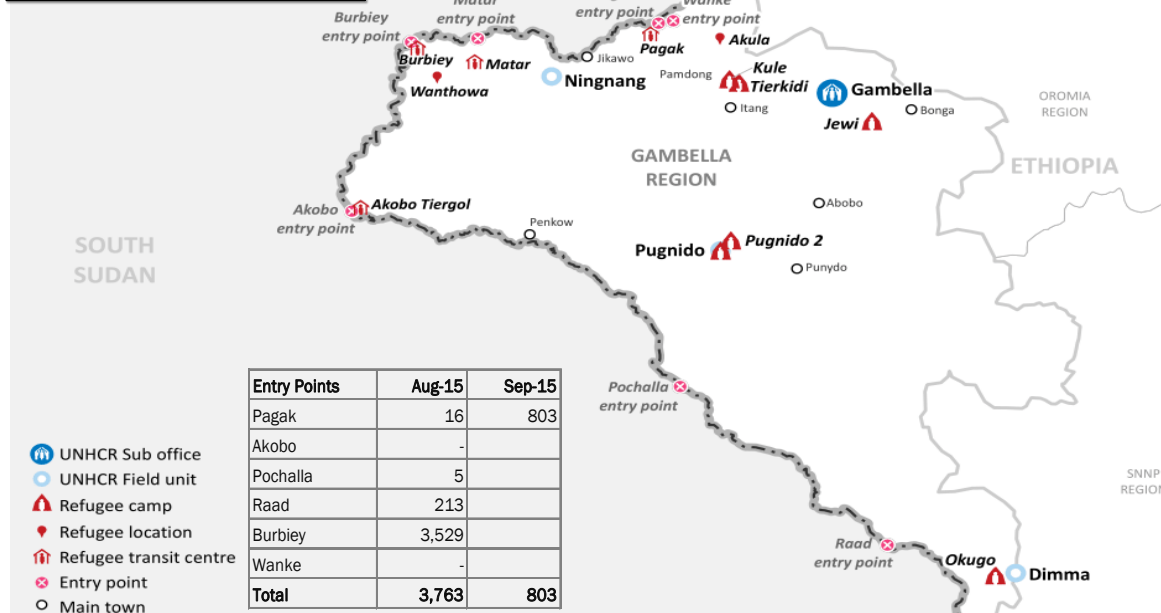 Burbiey
entry point
Matar
entry point
entry point
Wanke
entry point
Burbiey
Matar
Wanthowa
Jikawo
Ningnang
Pagak
Akula
Pamdong
Kule
Tierkidi
Itang
Gambella
Jewi
Bonga
OROMIA
REGION
ETHIOPIA
GAMBELLA
REGION
Akobo
entry point
Akobo Tiergol
Penkow
Abobo
Pugnido
Pugnido 2
Punydo
SOUTH
SUDAN
Pochalla
entry point
Entry Points Aug-15 Sep-15
Pagak 16 803
Akobo -
Pochalla 5
Raad 213
Burbiey 3,529
Wanke -
Total 3,763 803
UNHCR Sub office
UNHCR Field unit
Refugee camp
Refugee location
Refugee transit centre
Entry point
Main town
SNNP
REGION
Raad
entry point
Okugo
Dimma